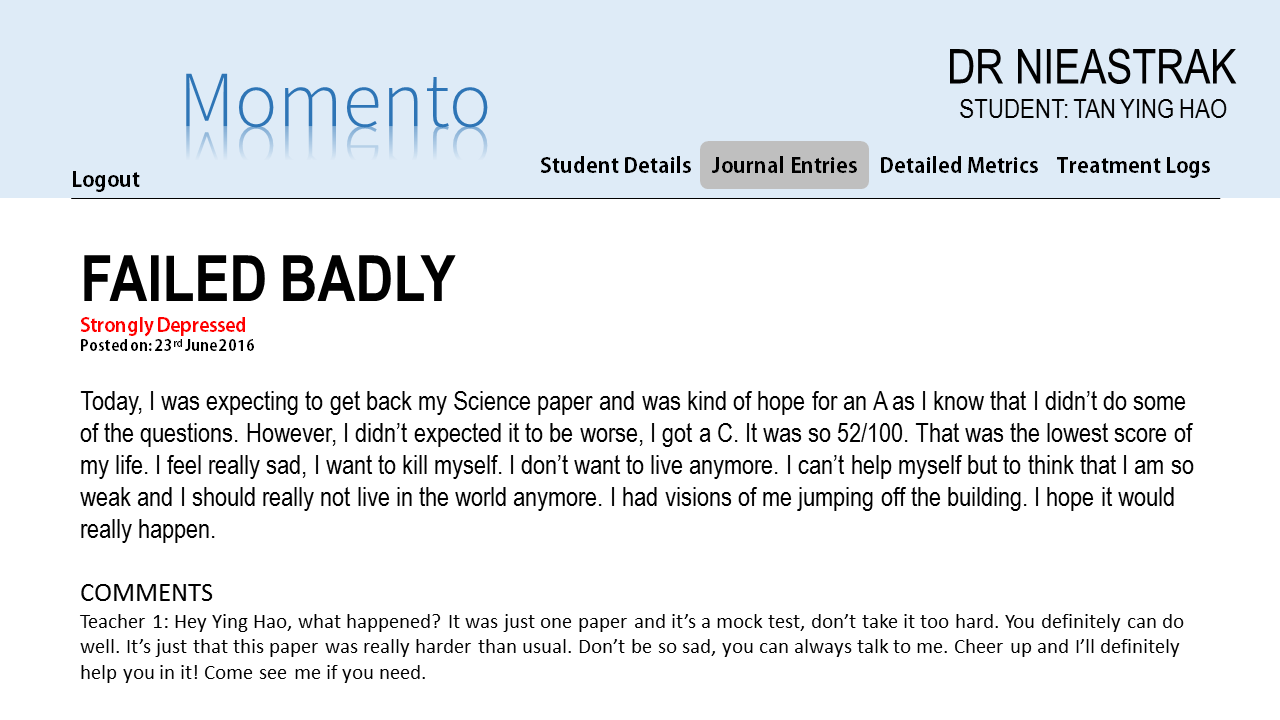 Momento
DR NIEASTRAK
STUDENT: TAN YING HAO
Logout
Student Details Journal Entries Detailed Metrics Treatment Logs
FAILED BADLY
Strongly Depressed
Posted on: 23rd June 2016
Today, I was expecting to get back my Science paper and was kind of hope for an A as I know that I didn’t do some
of the questions. However, I didn’t expected it to be worse, I got a C. It was so 52/100. That was the lowest score of
my life. I feel really sad, I want to kill myself. I don’t want to live anymore. I can’t help myself but to think that I am so
weak and I should really not live in the world anymore. I had visions of me jumping off the building. I hope it would
really happen.
COMMENTS
Teacher 1: Hey Ying Hao, what happened? It was just one paper and it’s a mock test, don’t take it too hard. You definitely can do
well. It’s just that this paper was really harder than usual. Don’t be so sad, you can always talk to me. Cheer up and I’ll definitely
help you in it! Come see me if you need.